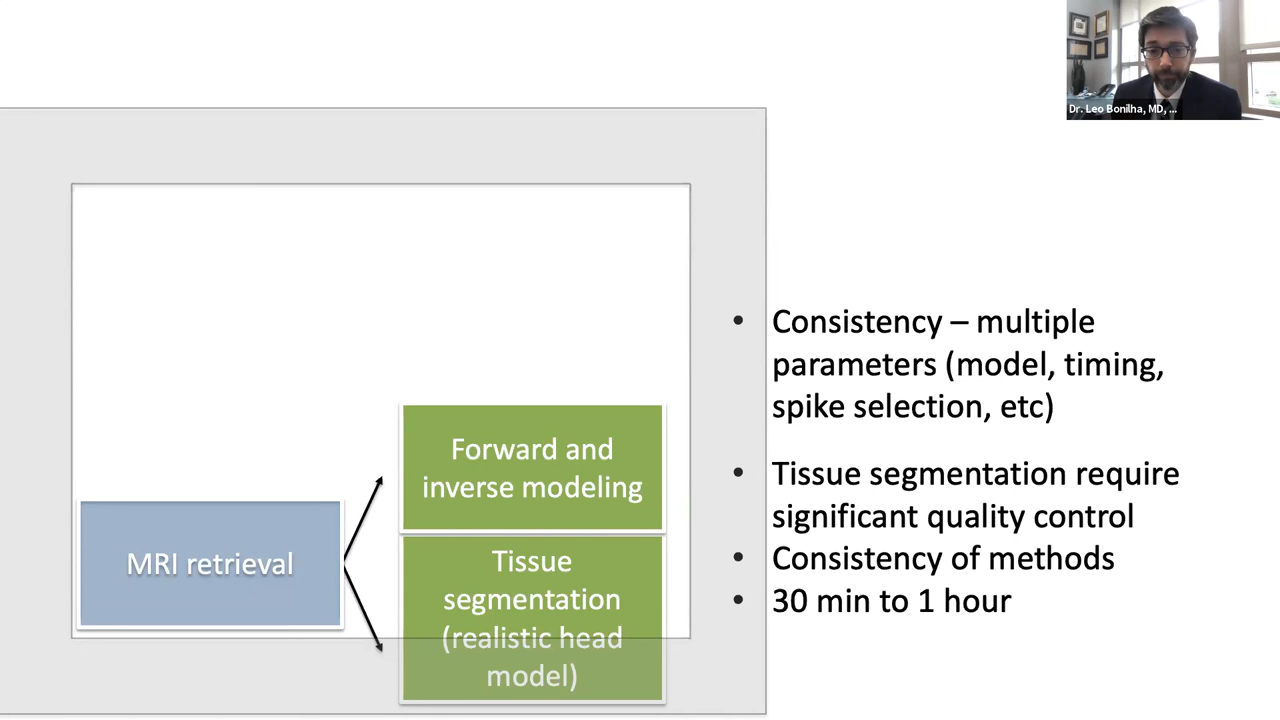 Dr. Leo Bonilha, MD, ...
Forward and
inverse modeling
MRI retrieval
Tissue
segmentation
(realistic head
model)
• Consistency – multiple
parameters (model, timing,
spike selection, etc)
• Tissue segmentation require
significant quality control
• Consistency of methods
• 30 min to 1 hour